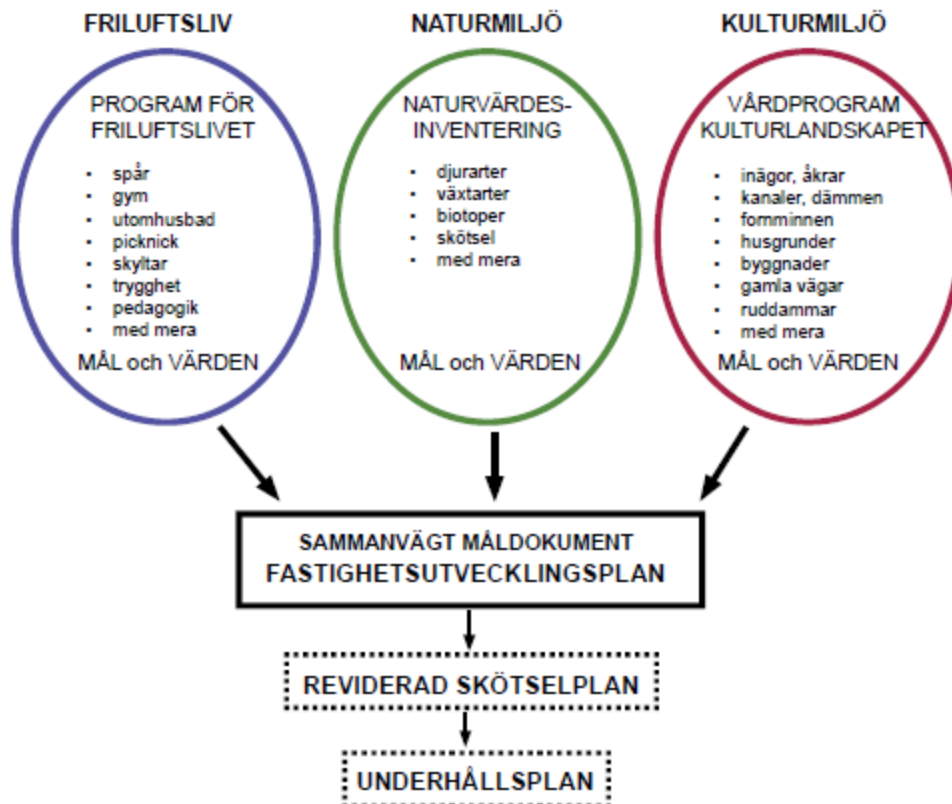 FRILUFTSLIV
PROGRAM FÖR
FRILUFTSLIVET
• spår
• gym
• utomhusbad
• picknick
• skyltar
• trygghet
• pedagogik
• med mera
MÅL och VÄRDEN
NATURMILJÖ
NATURVÄRDES-
INVENTERING
• djurarter
• växtarter
• biotoper
• skötsel
• med mera
MÅL och VÄRDEN
KULTURMILJÖ
VÅRDPROGRAM
KULTURLANDSKAPET
• inägor, åkrar
• kanaler, dämmen
• fornminnen
• husgrunder
• byggnader
• gamla vägar
• ruddammar
• med mera
MÅL och VÄRDEN
SAMMANVÄGT MÅLDOKUMENT
FASTIGHETSUTVECKLINGSPLAN
REVIDERAD SKÖTSELPLAN
UNDERHÅLLSPLAN